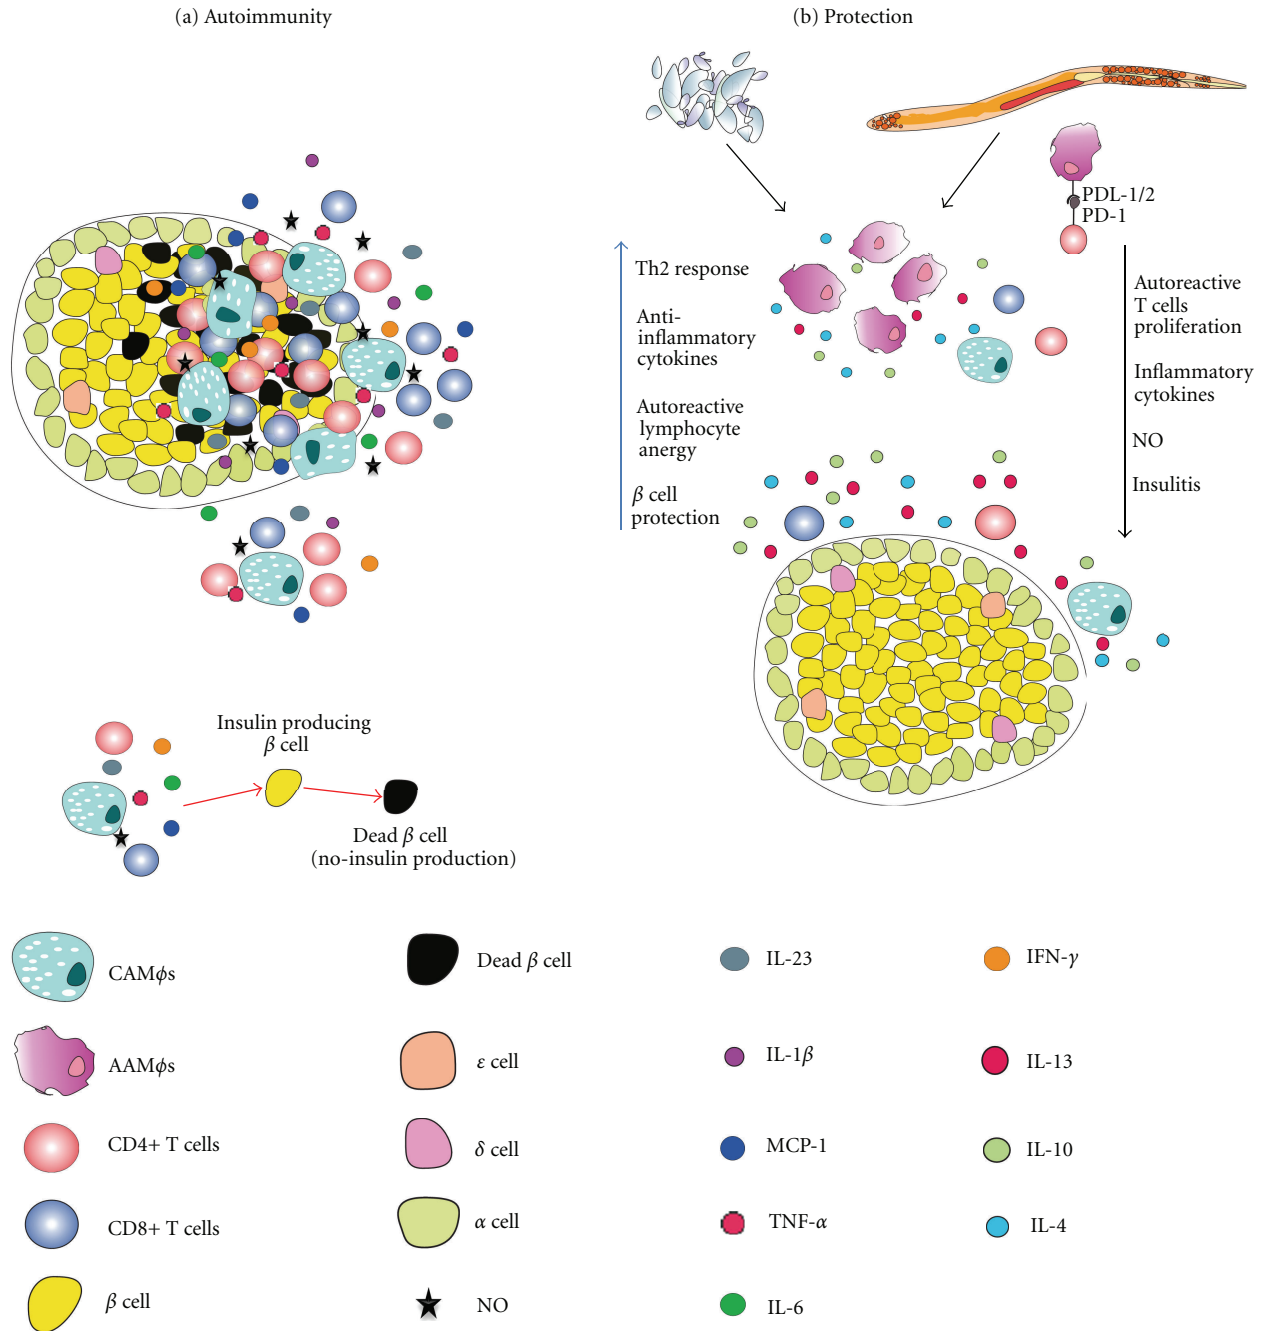 (a) Autoimmunity
(b) Protection
PDL-1/2
PD-1
Th2 response
Anti-
inflammatory
cytokines
Autoreactive
lymphocyte
anergy
β cell
protection
Autoreactive
T cells
proliferation
Inflammatory
cytokines
NO
Insulitis
Insulin producing
β cell
Dead β cell
(no-insulin production)
CAMϕs
AAMϕs
CD4+ T cells
CD8+ T cells
β cell
Dead β cell
ε cell
δ cell
α cell
NO
IL-23
IL-1β
MCP-1
TNF-α
IL-6
IFN-γ
IL-13
IL-10
IL-4